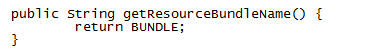 public String getResourceBundleName() {
        return BUNDLE;
}